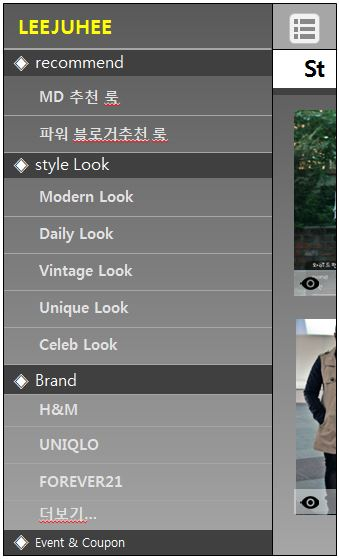 LEEJUHEE
recommend
MD 추천 룩
파워 블로거추천 룩
style Look
Modern Look
Daily Look
Vintage Look
Unique Look
Celeb Look
Brand
H&M
UNIQLO
FOREVER21
더보기...
Event & Coupon
St